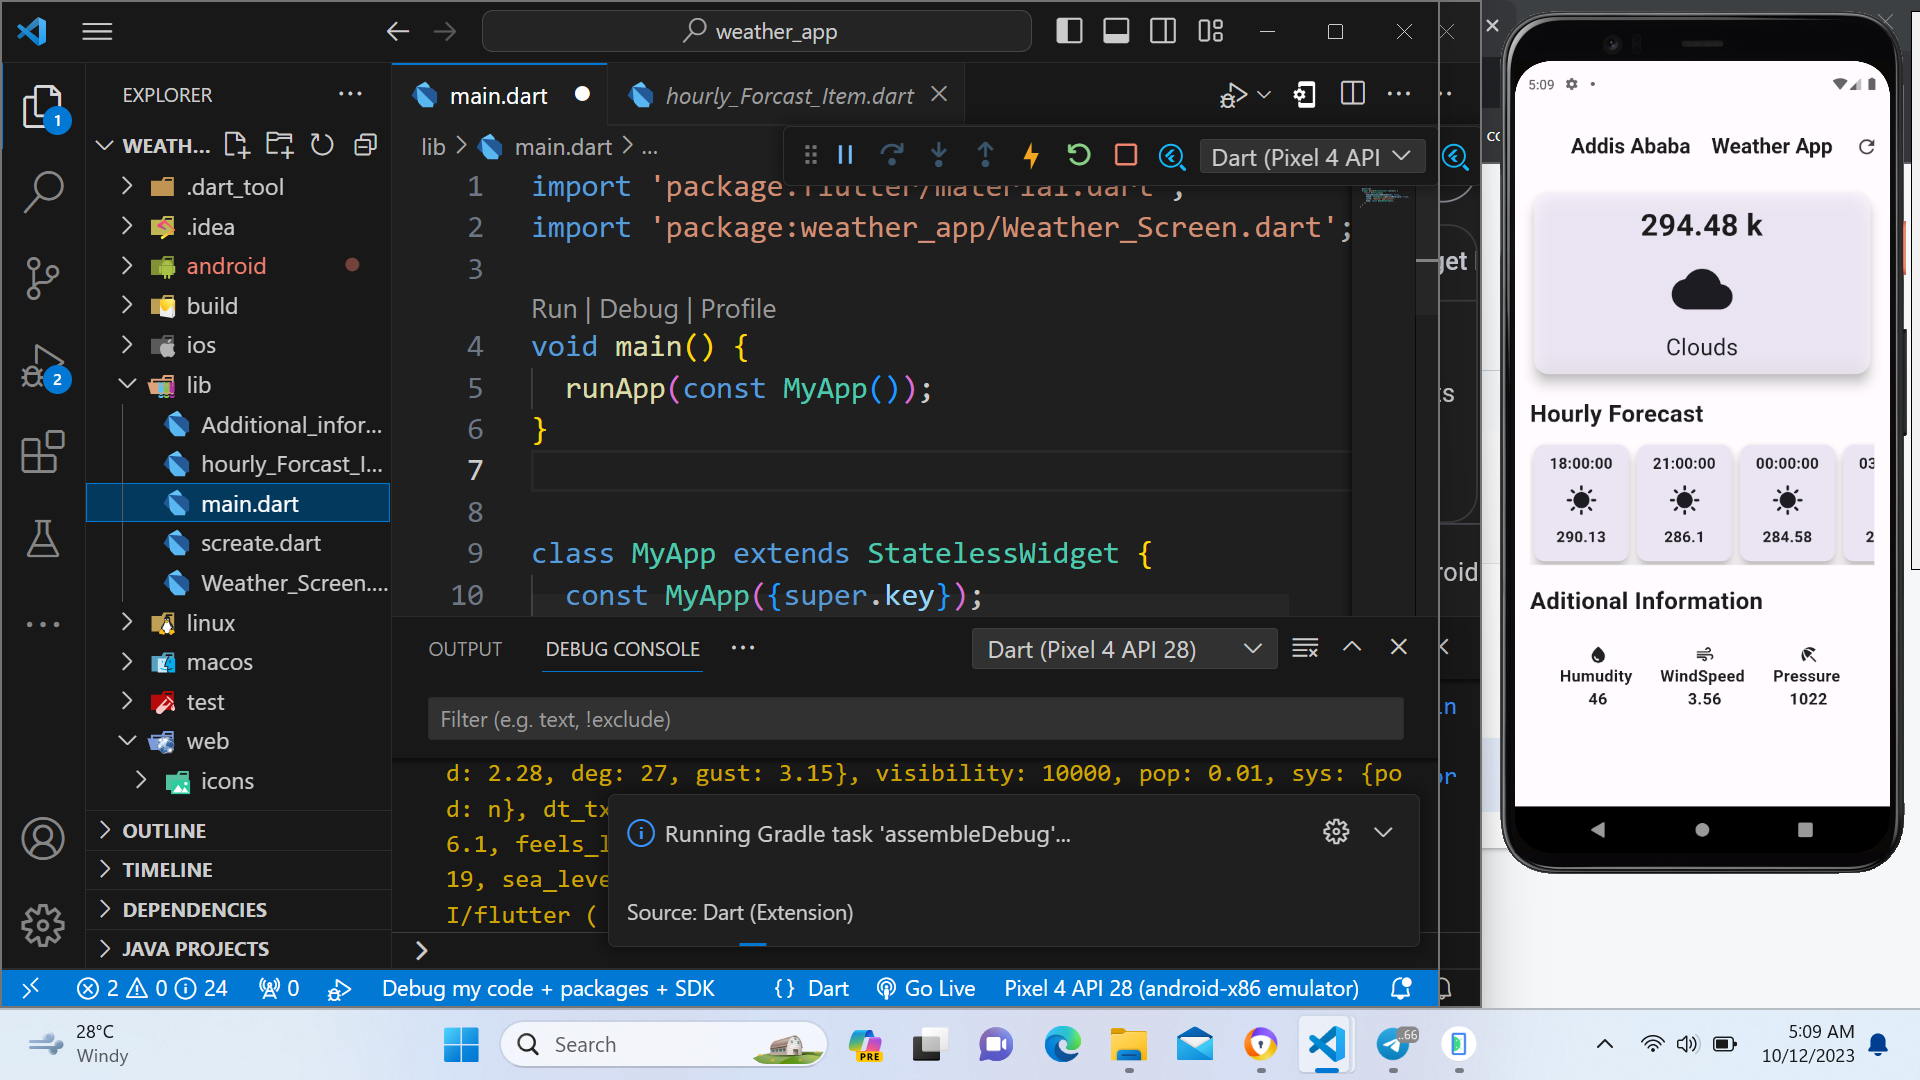 weather_app
EXPLORER
main.dart
hourly_Forcast_Item.dart
1
WEATH...
lib
main.dart
...
Dart (Pixel 4 API
.dart_tool
.idea
android
build
ios
lib
Additional_infor...
hourly_Forcast_I...
main.dart
screate.dart
Weather_Screen....
linux
macos
test
web
icons
OUTLINE
TIMELINE
DEPENDENCIES
JAVA PROJECTS
2
1 import 'package:flutter/material.dart';
2 import 'package:weather_app/Weather_Screen.dart';
3
Run | Debug | Profile
4 void main() {
5 runApp(const MyApp());
6 }
7
8
9 class MyApp extends StatelessWidget {
10 const MyApp({super.key});
OUTPUT
DEBUG CONSOLE
Dart (Pixel 4 API 28)
Filter (e.g. text, !exclude)
d: 2.28, deg: 27, gust: 3.15}, visibility: 10000, pop: 0.01, sys: {po
d: n}, dt_tx
6.1, feels_l
19, sea_leve
I/flutter (
Running Gradle task 'assembleDebug'...
Source: Dart (Extension)
2 0 24
0
Debug my code + packages + SDK
{ } Dart
Go Live
Pixel 4 API 28 (android-x86 emulator)
5:09
Addis Ababa Weather App
294.48 k
Clouds
Hourly Forecast
18:00:00 21:00:00 00:00:00 03
290.13 286.1 284.58 2
Aditional Information
Humudity WindSpeed Pressure
46 3.56 1022
28°C
Windy
Search
PRE
.66
5:09 AM
10/12/2023